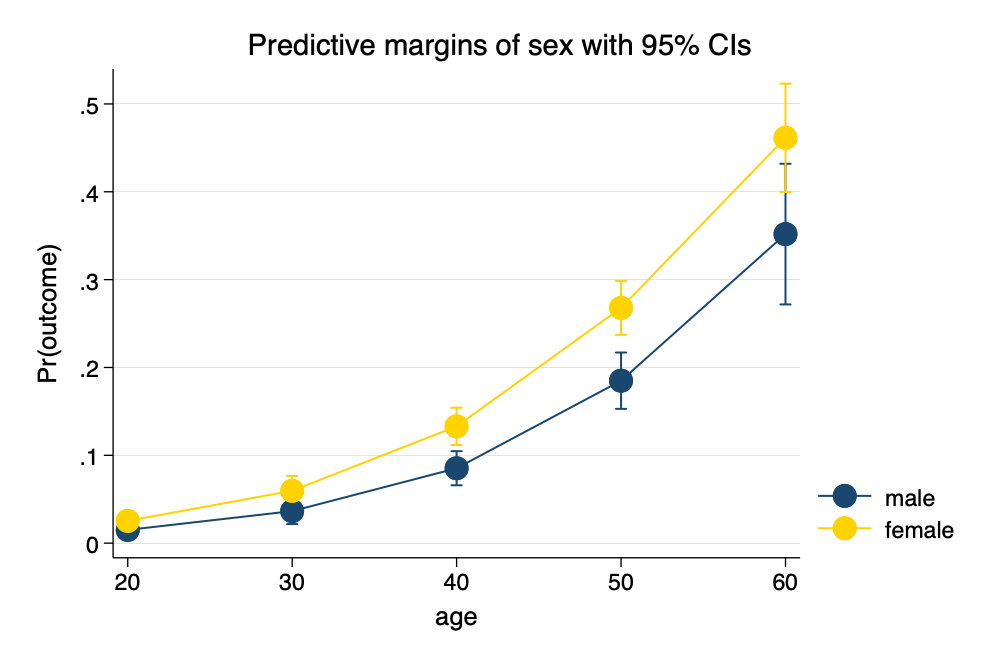 Predictive margins of sex with 95% CIs
Pr(outcome)
.5
.4
.3
.2
.1
0
20 30 40 50 60
age
male
female